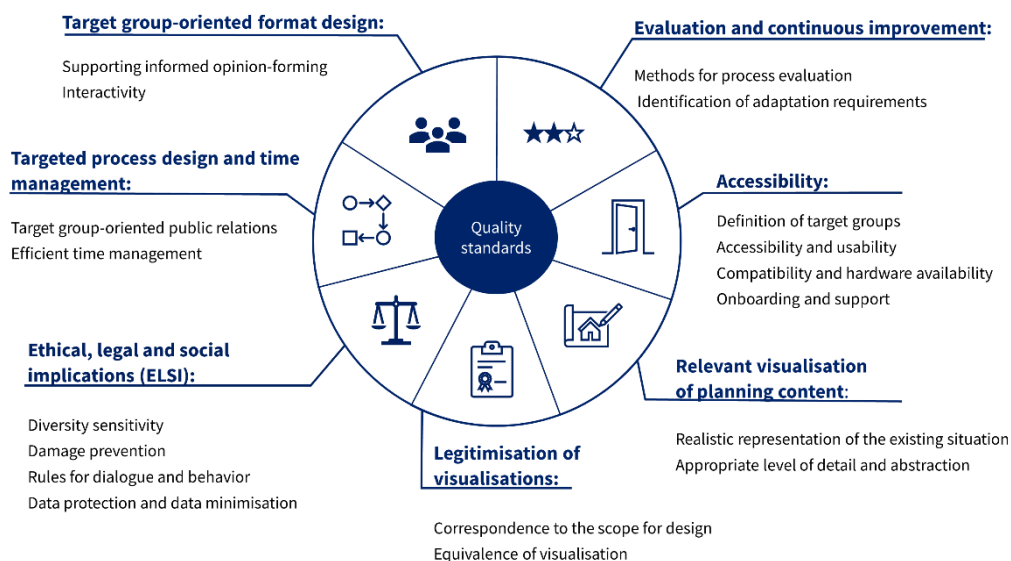 Target group-oriented format design:
Supporting informed opinion-forming
Interactivity
Evaluation and continuous improvement:
Methods for process evaluation
Identification of adaptation requirements
Targeted process design and time
management:
Target group-oriented public relations
Efficient time management
Quality
standards
Accessibility:
Definition of target groups
Accessibility and usability
Compatibility and hardware availability
Onboarding and support
Ethical, legal and social
implications (ELSI):
Diversity sensitivity
Damage prevention
Rules for dialogue and behavior
Data protection and data minimisation
Relevant visualisation
of planning content:
Realistic representation of the existing situation
Appropriate level of detail and abstraction
Legitimisation of
visualisations:
Correspondence to the scope for design
Equivalence of visualisation